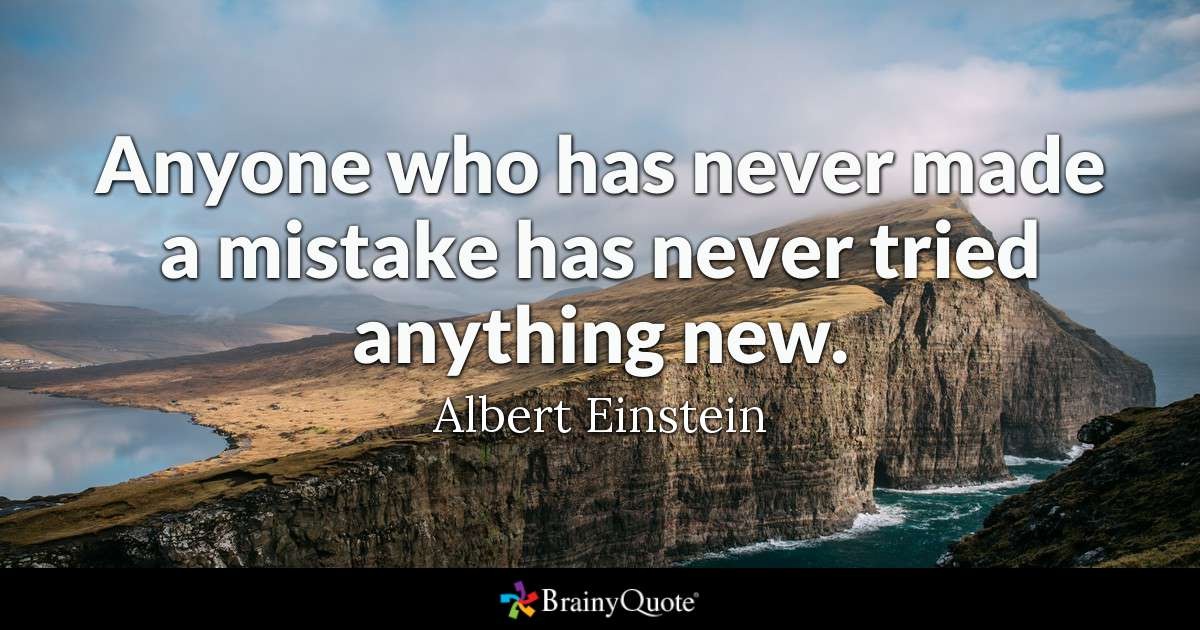 Anyone who has never made
a mistake has never tried
anything new.
Albert Einstein
BrainyQuote®